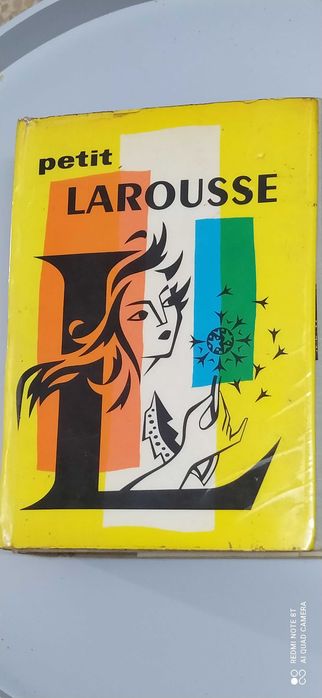 petit
LAROUSSE
L
REDMI NOTE 8T
AI QUAD CAMERA